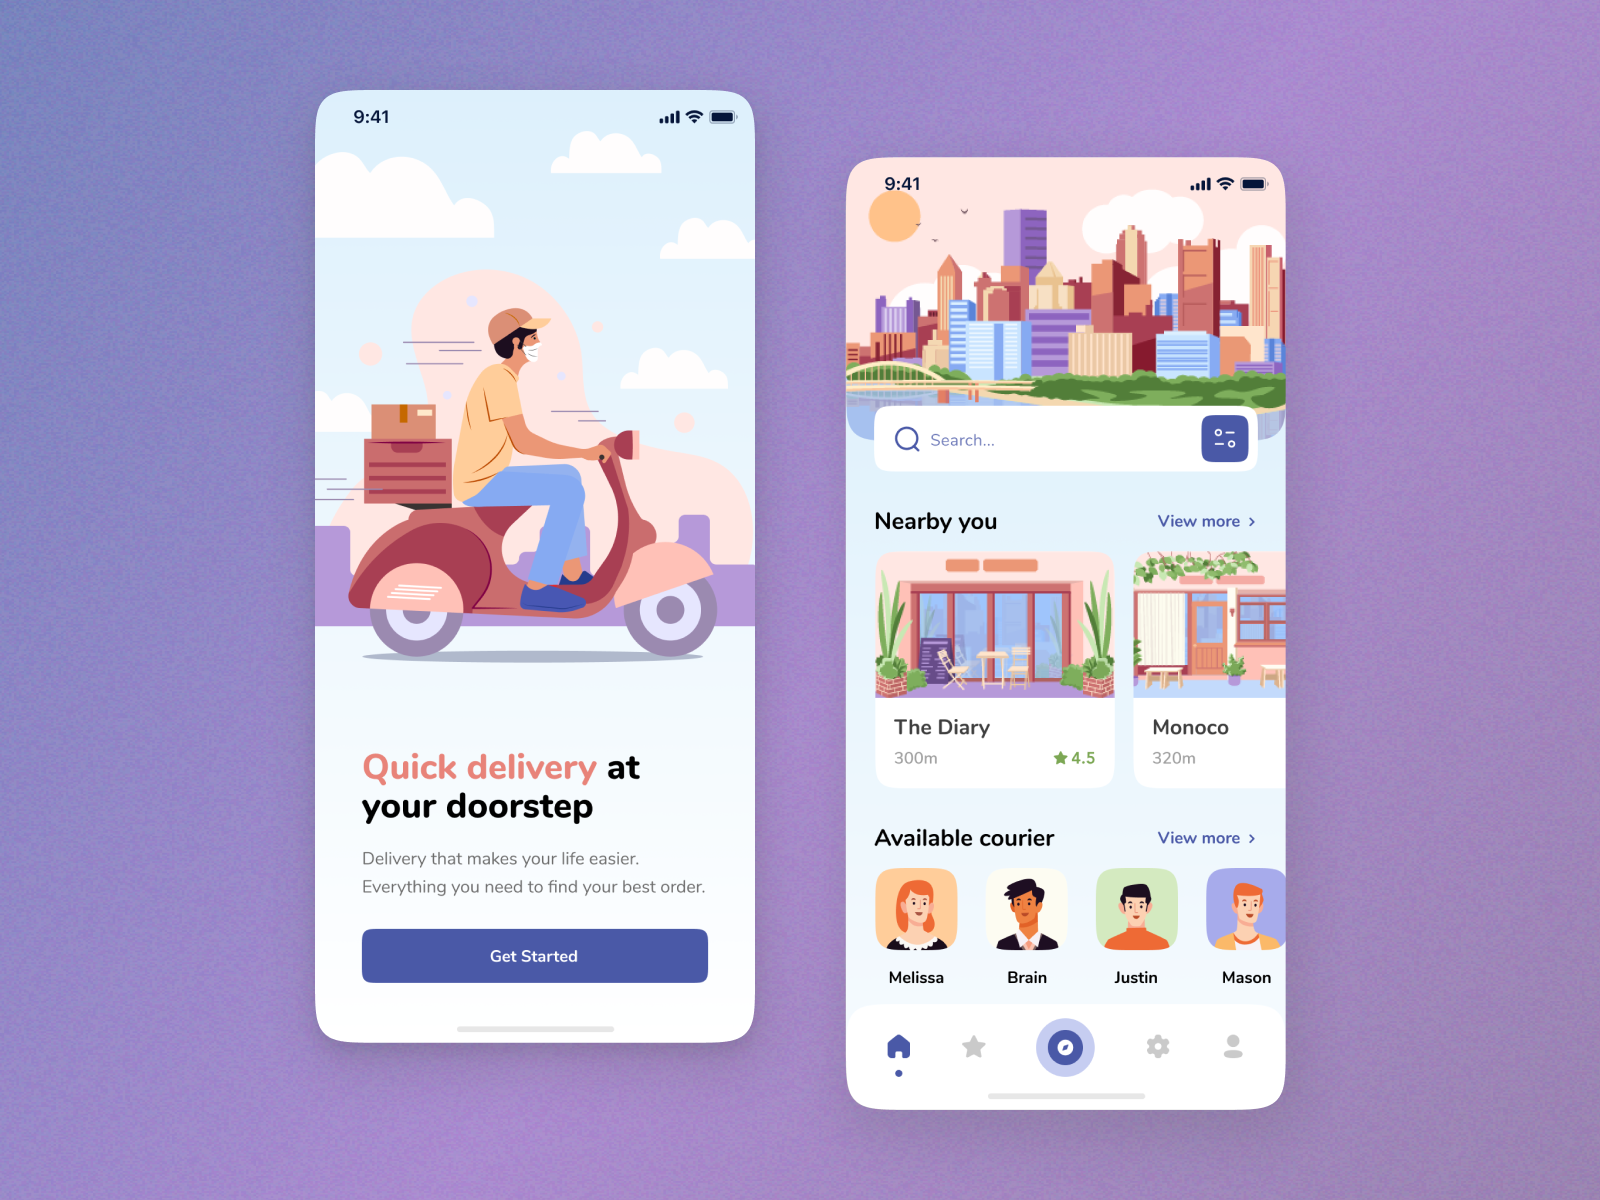 9:41
Quick delivery at
your doorstep
Delivery that makes your life easier.
Everything you need to find your best order.
Get Started
9:41
Search...
Nearby you
View more
The Diary
300m
4.5
Monoco
320m
Available courier
View more
Melissa
Brain
Justin
Mason